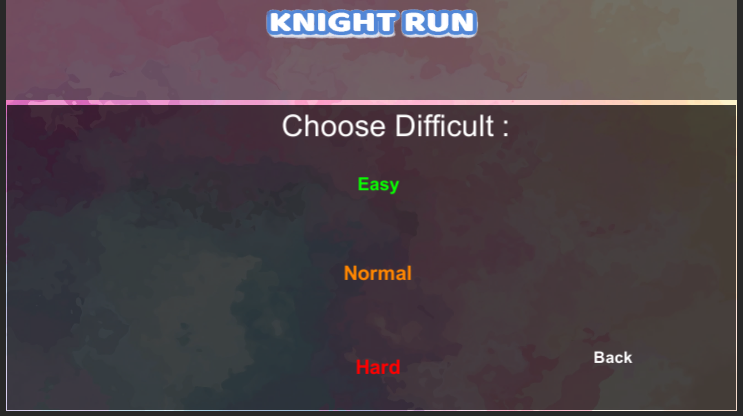 KNIGHT RUN
Choose Difficult :
Easy
Normal
Hard
Back